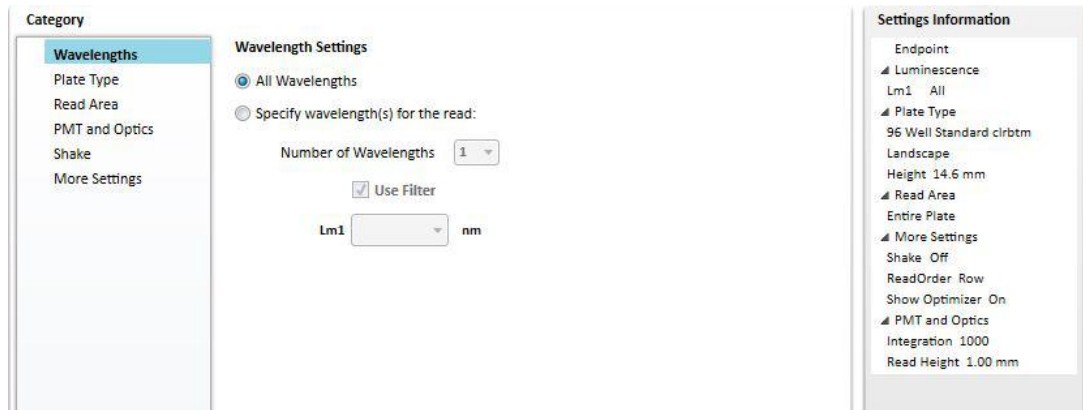 Category
Wavelengths
Plate Type
Read Area
PMT and Optics
Shake
More Settings
Wavelength Settings
All Wavelengths
Specify wavelength(s) for the read:
Number of Wavelengths 1
Use Filter
Lm1 nm
Settings Information
Endpoint
Luminescence
Lm1 All
Plate Type
96 Well Standard clrbtm
Landscape
Height 14.6 mm
Read Area
Entire Plate
More Settings
Shake Off
ReadOrder Row
Show Optimizer On
PMT and Optics
Integration 1000
Read Height 1.00 mm